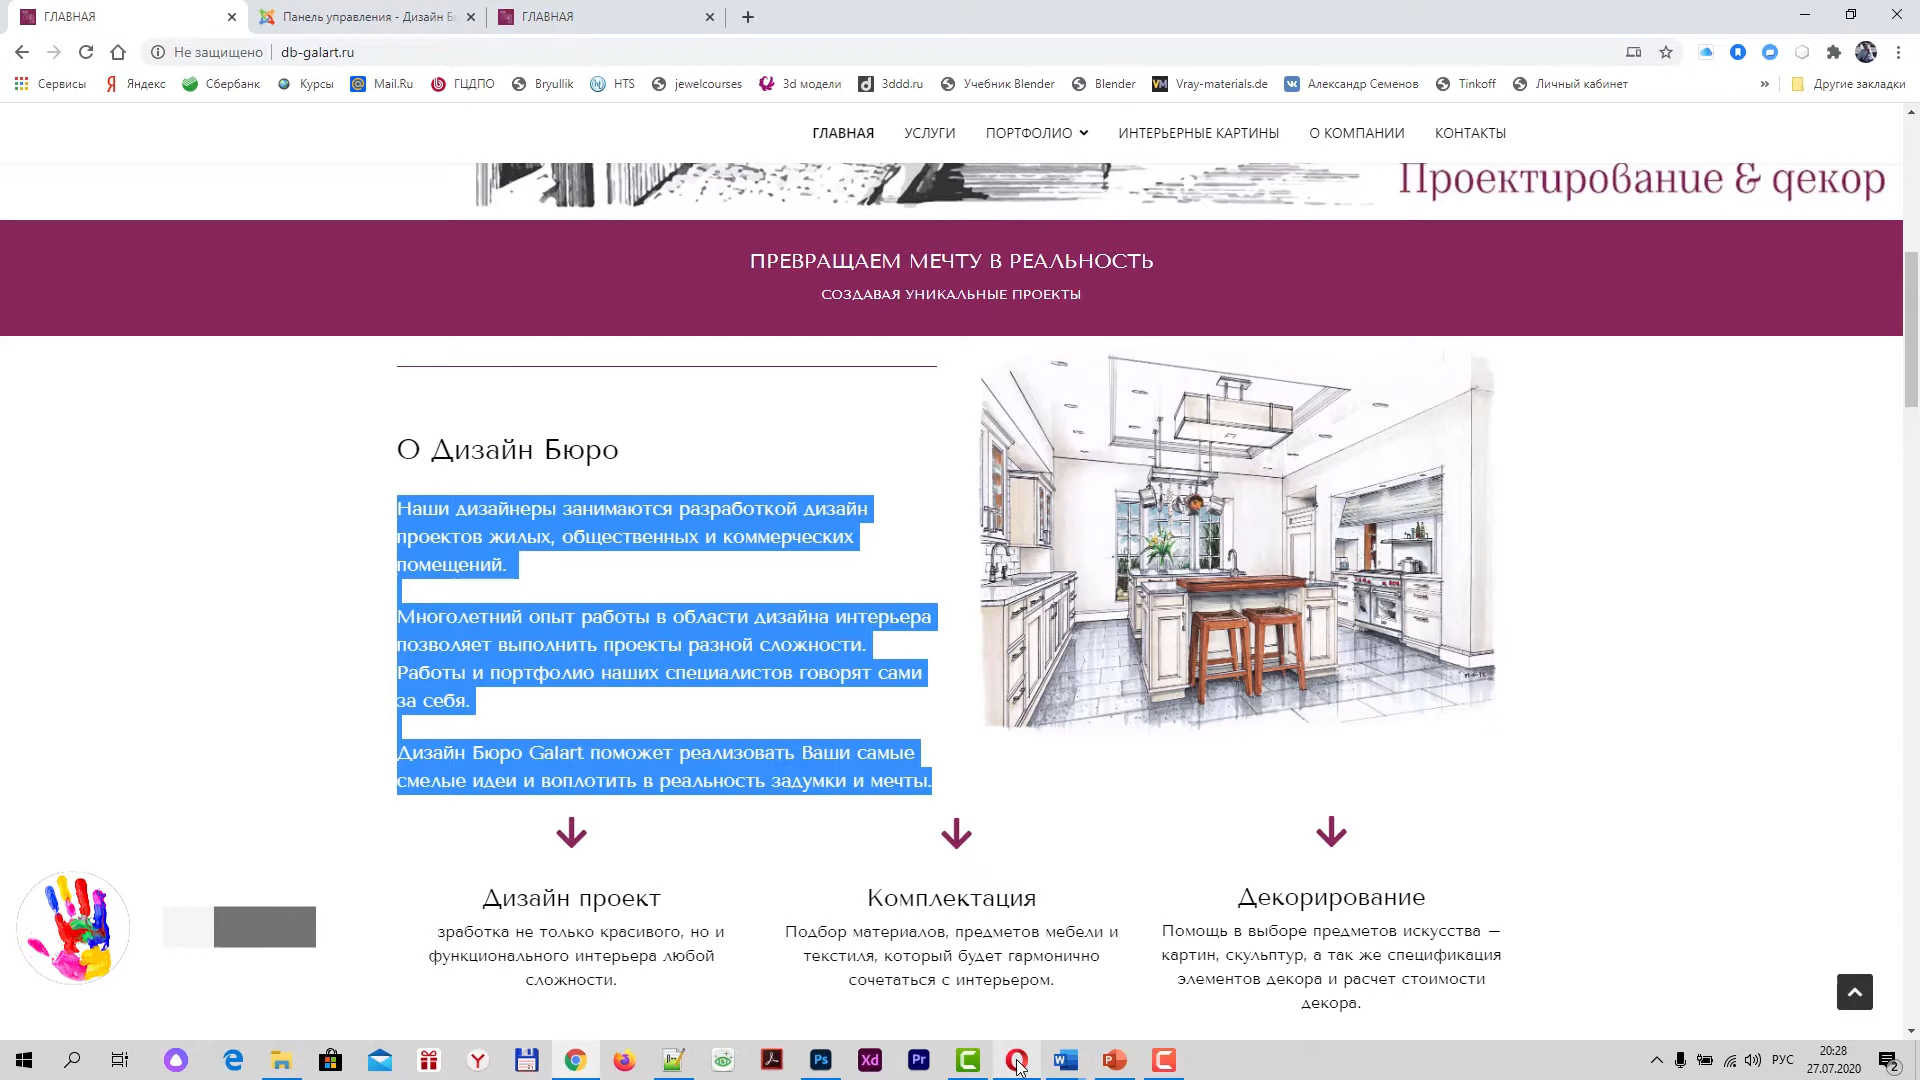 ГЛАВНАЯ
Панель управления - Дизайн Б
ГЛАВНАЯ
Не защищено
db-galart.ru
Сервисы
Яндекс
Сбербанк
Курсы
Mail.Ru
ГЦДПО
Bryullik
HTS
jewelcourses
3d модели
3ddd.ru
Учебник Blender
Blender
Vray-materials.de
Александр Семенов
Tinkoff
Личный кабинет
»
Другие закладки
ГЛАВНАЯ
УСЛУГИ
ПОРТФОЛИО
ИНТЕРЬЕРНЫЕ КАРТИНЫ
О КОМПАНИИ
КОНТАКТЫ
Проектирование & декор
ПРЕВРАЩАЕМ МЕЧТУ В РЕАЛЬНОСТЬ
СОЗДАВАЯ УНИКАЛЬНЫЕ ПРОЕКТЫ
О Дизайн Бюро
Наши дизайнеры занимаются разработкой дизайн
проектов жилых, общественных и коммерческих
помещений.
Многолетний опыт работы в области дизайна интерьера
позволяет выполнить проекты разной сложности.
Работы и портфолио наших специалистов говорят сами
за себя.
Дизайн Бюро Galart поможет реализовать Ваши самые
смелые идеи и воплотить в реальность задумки и мечты.
Дизайн проект
зработка не только красивого, но и
функционального интерьера любой
сложности.
Комплектация
Подбор материалов, предметов мебели и
текстиля, который будет гармонично
сочетаться с интерьером.
Декорирование
Помощь в выборе предметов искусства –
картин, скульптур, а так же спецификация
элементов декора и расчет стоимости
декора.
Ps
Xd
Pr
РУС
20:28
27.07.2020
2